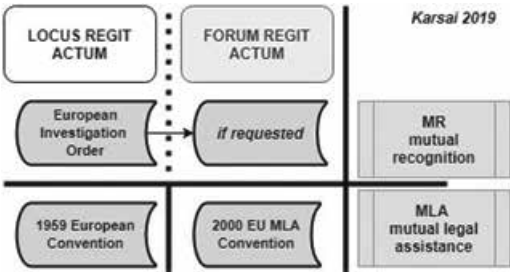 LOCUS REGIT
ACTUM
FORUM REGIT
ACTUM
Karsai 2019
European
Investigation
Order
if requested
MR
mutual
recognition
1959 European
Convention
2000 EU MLA
Convention
MLA
mutual legal
assistance